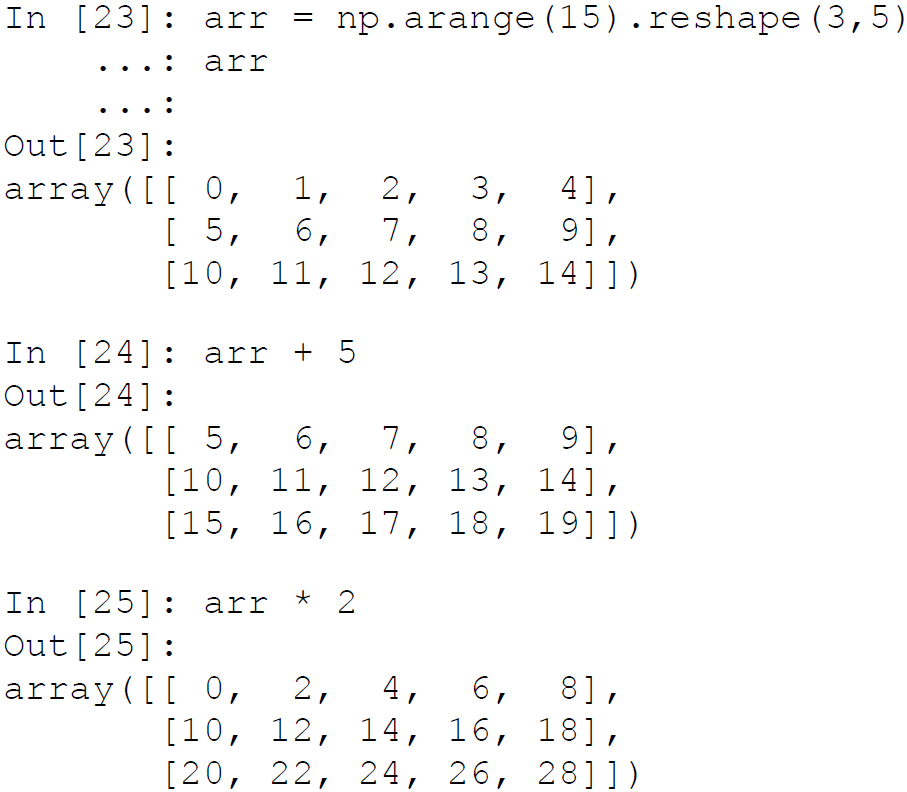 In [23]: arr = np.arange(15).reshape(3,5)
    ...: arr
    ...:
Out[23]:
array([[ 0,  1,  2,  3,  4],
       [ 5,  6,  7,  8,  9],
       [10, 11, 12, 13, 14]])

In [24]: arr + 5
Out[24]:
array([[ 5,  6,  7,  8,  9],
       [10, 11, 12, 13, 14],
       [15, 16, 17, 18, 19]])

In [25]: arr * 2
Out[25]:
array([[ 0,  2,  4,  6,  8],
       [10, 12, 14, 16, 18],
       [20, 22, 24, 26, 28]])